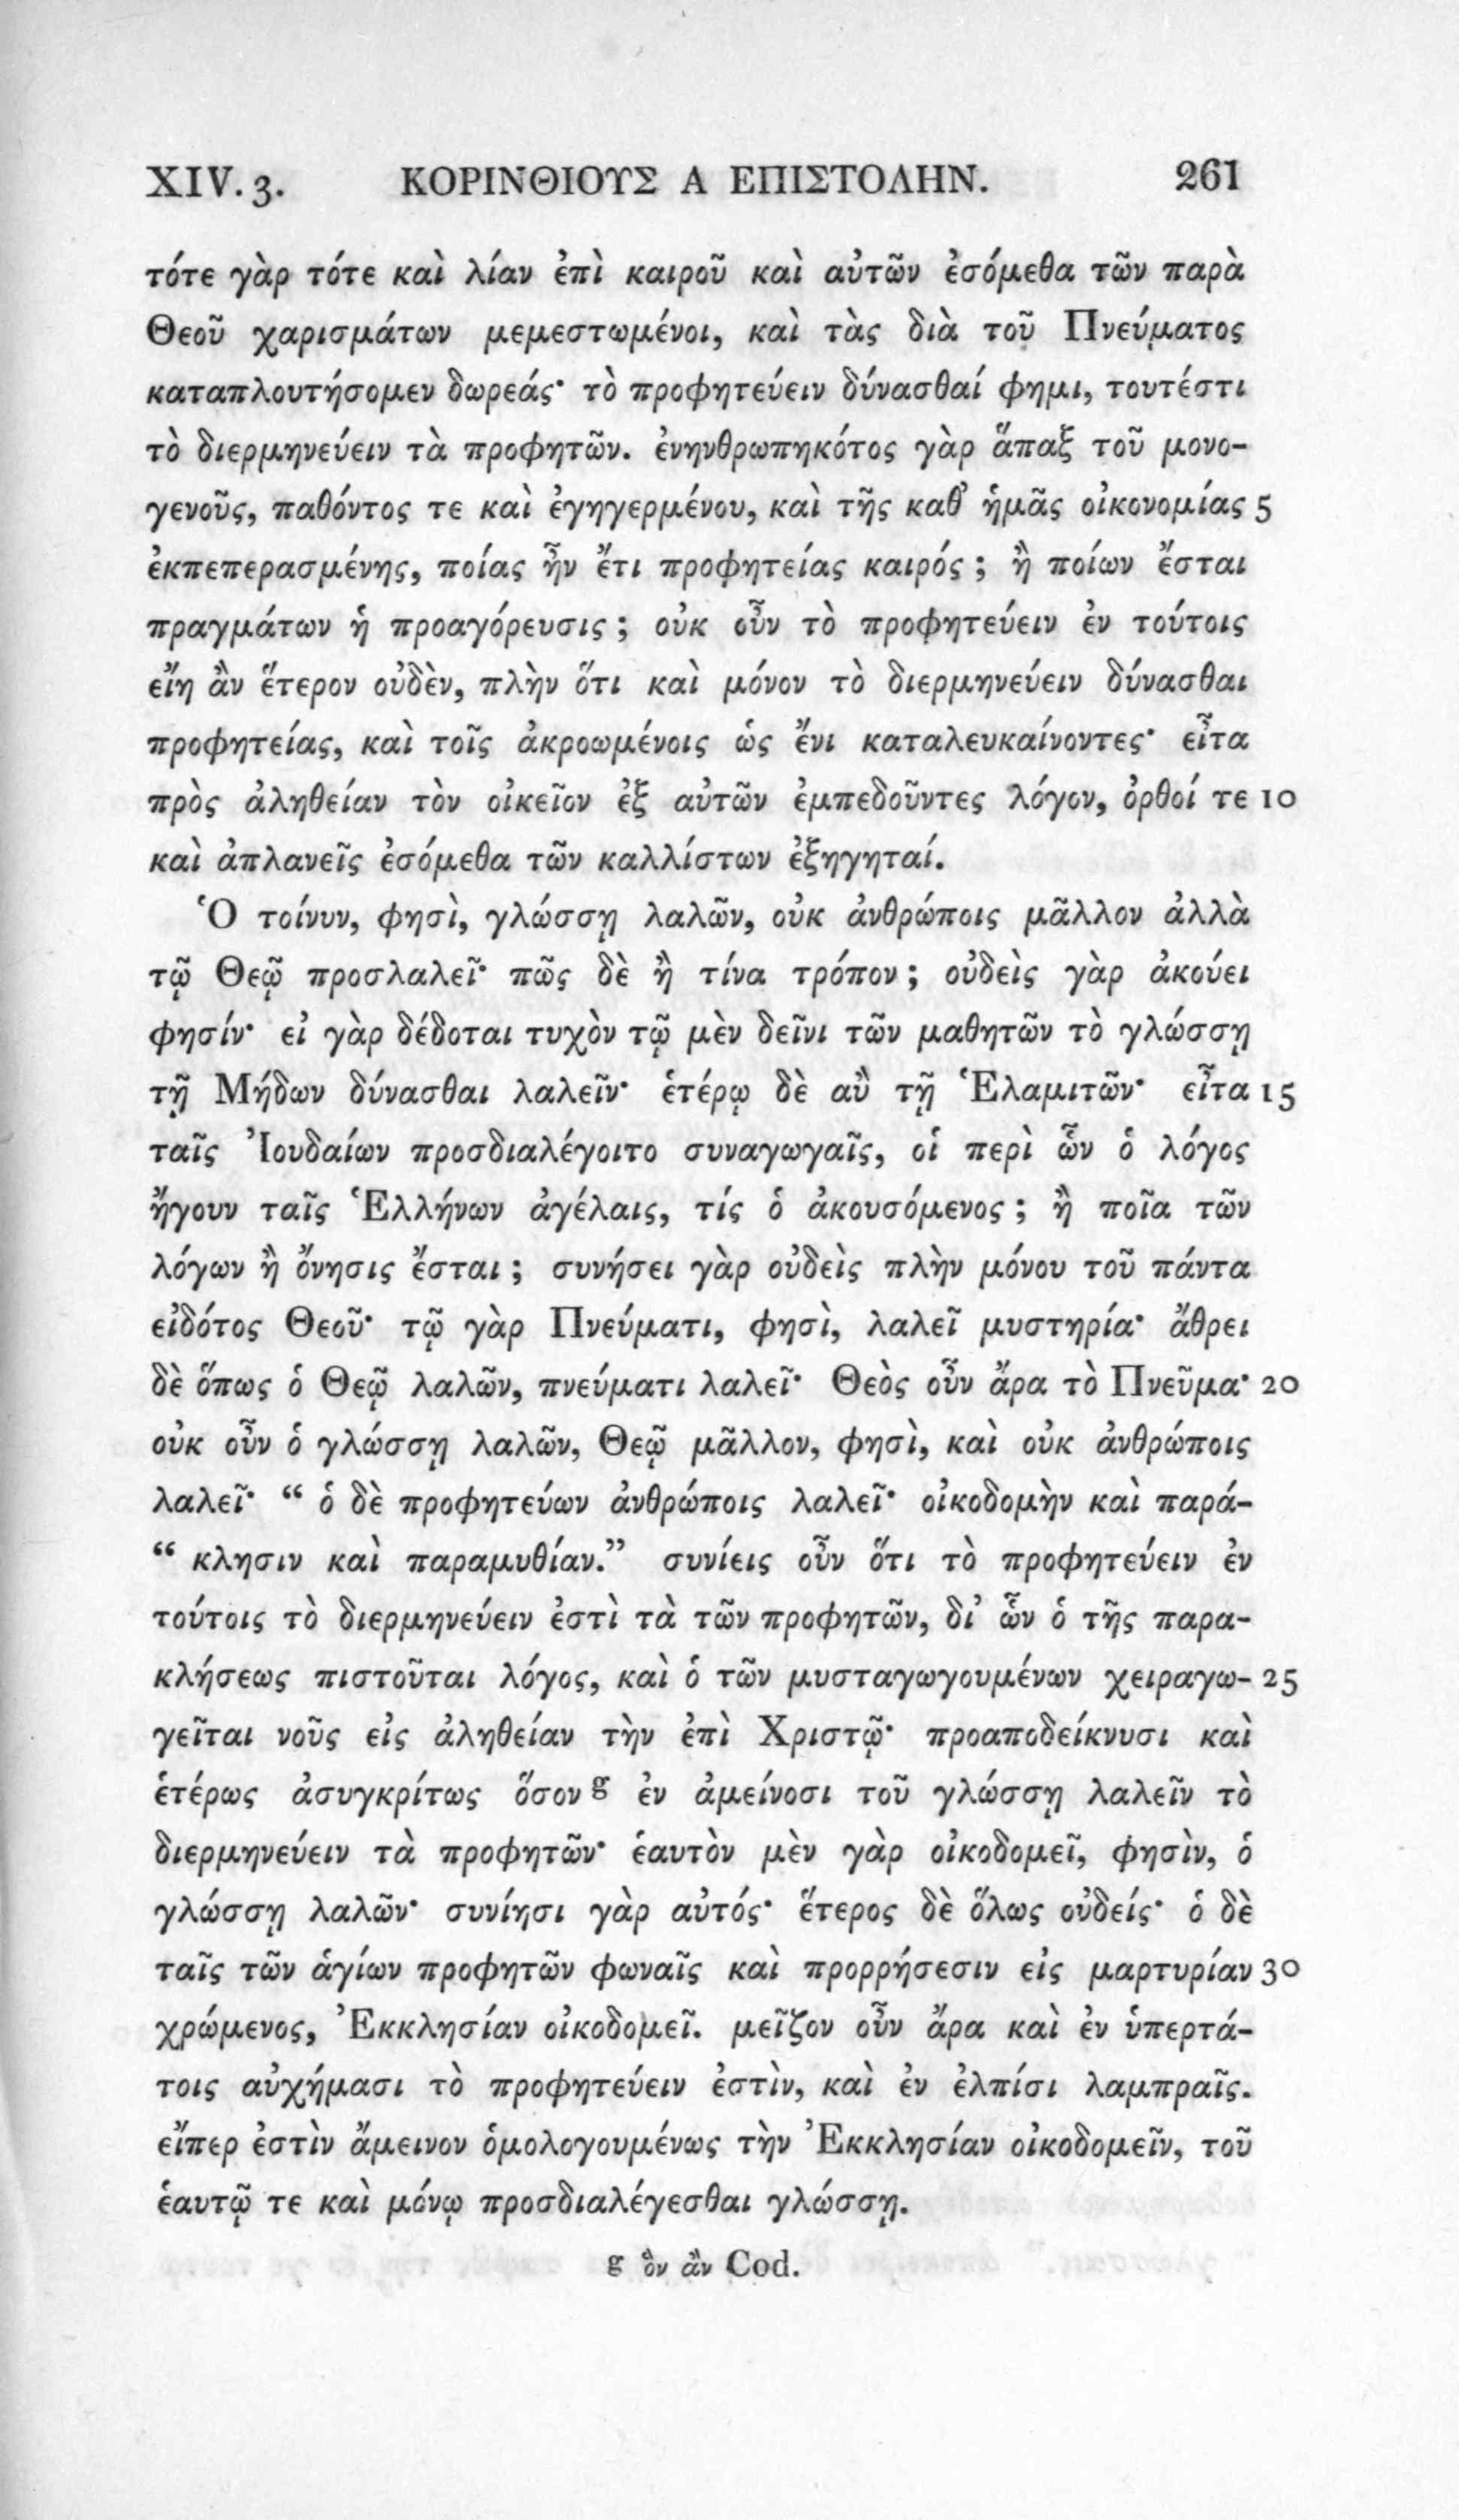 XIV. 3. ΚΟΡΙΝΘΙΟΥΣ Α ΕΠΙΣΤΟΛΗΝ. 261
τότε γὰρ τότε καὶ λίαν ἐπὶ καιροῦ καὶ αὐτῶν ἐσόμεθα τῶν παρὰ
Θεοῦ χαρισμάτων μεμεστωμένοι, καὶ τὰς διὰ τοῦ Πνεύματος
καταπλουτήσομεν δωρεάς· τὸ προφητεύειν δύνασθαί φημι, τουτέστι
τὸ διερμηνεύειν τὰ προφητῶν. ἐνηνθρωπηκότος γὰρ ἅπαξ τοῦ μονο-
γενοῦς, παθόντος τε καὶ ἐγηγερμένου, καὶ τῆς καθ' ἡμᾶς οἰκονομίας 5
ἐκπεπερασμένης, ποίας ἦν ἔτι προφητείας καιρός ; ἢ ποίων ἔσται
πραγμάτων ἡ προαγόρευσις ; οὐκ οὖν τὸ προφητεύειν ἐν τούτοις
εἴη ἂν ἕτερον οὐδὲν, πλὴν ὅτι καὶ μόνον τὸ διερμηνεύειν δύνασθαι
προφητείας, καὶ τοῖς ἀκροωμένοις ὡς ἔνι καταλευκαίνοντες· εἶτα
πρὸς ἀληθείαν τὸν οἰκεῖον ἐξ αὐτῶν ἐμπεδοῦντες λόγον, ὀρθοί τε 10
καὶ ἀπλανεῖς ἐσόμεθα τῶν καλλίστων ἐξηγηταί.
Ὁ τοίνυν, φησὶ, γλώσσῃ λαλῶν, οὐκ ἀνθρώποις μᾶλλον ἀλλὰ
τῷ Θεῷ προσλαλεῖ· πῶς δὲ ἢ τίνα τρόπον ; οὐδεὶς γὰρ ἀκούει
φησίν· εἰ γὰρ δέδοται τυχὸν τῷ μὲν δεῖνι τῶν μαθητῶν τὸ γλώσσῃ
τῇ Μήδων δύνασθαι λαλεῖν· ἑτέρῳ δὲ αὖ τῇ Ἑλαμιτῶν· εἶτα 15
ταῖς Ἰουδαίων προσδιαλέγοιτο συναγωγαῖς, οἱ περὶ ὧν ὁ λόγος
ἤγουν ταῖς Ἑλλήνων ἀγέλαις, τίς ὁ ἀκουσόμενος ; ἢ ποῖα τῶν
λόγων ἢ ὄνησις ἔσται ; συνήσει γὰρ οὐδεὶς πλὴν μόνου τοῦ πάντα
εἰδότος Θεοῦ· τῷ γὰρ Πνεύματι, φησὶ, λαλεῖ μυστηρία· ἄθρει
δὲ ὅπως ὁ Θεῷ λαλῶν, πνεύματι λαλεῖ· Θεὸς οὖν ἄρα τὸ Πνεῦμα· 20
οὐκ οὖν ὁ γλώσσῃ λαλῶν, Θεῷ μᾶλλον, φησὶ, καὶ οὐκ ἀνθρώποις
λαλεῖ· “ ὁ δὲ προφητεύων ἀνθρώποις λαλεῖ· οἰκοδομὴν καὶ παρά-
“ κλησιν καὶ παραμυθίαν.” συνίεις οὖν ὅτι τὸ προφητεύειν ἐν
τούτοις τὸ διερμηνεύειν ἐστὶ τὰ τῶν προφητῶν, δι' ὧν ὁ τῆς παρα-
κλήσεως πιστοῦται λόγος, καὶ ὁ τῶν μυσταγωγουμένων χειραγω- 25
γεῖται νοῦς εἰς ἀληθείαν τὴν ἐπὶ Χριστῷ· προαποδείκνυσι καὶ
ἑτέρως ἀσυγκρίτως ὅσον g ἐν ἀμείνοσι τοῦ γλώσσῃ λαλεῖν τὸ
διερμηνεύειν τὰ προφητῶν· ἑαυτὸν μὲν γὰρ οἰκοδομεῖ, φησὶν, ὁ
γλώσσῃ λαλῶν· συνίησι γὰρ αὐτός· ἕτερος δὲ ὅλως οὐδείς· ὁ δὲ
ταῖς τῶν ἁγίων προφητῶν φωναῖς καὶ προρρήσεσιν εἰς μαρτυρίαν 30
χρώμενος, Ἐκκλησίαν οἰκοδομεῖ. μεῖζον οὖν ἄρα καὶ ἐν ὑπερτά-
τοις αὐχήμασι τὸ προφητεύειν ἐστὶν, καὶ ἐν ἐλπίσι λαμπραῖς.
εἴπερ ἐστὶν ἄμεινον ὁμολογουμένως τὴν Ἐκκλησίαν οἰκοδομεῖν, τοῦ
ἑαυτῷ τε καὶ μόνῳ προσδιαλέγεσθαι γλώσσῃ.
g ὃν ἂν Cod.